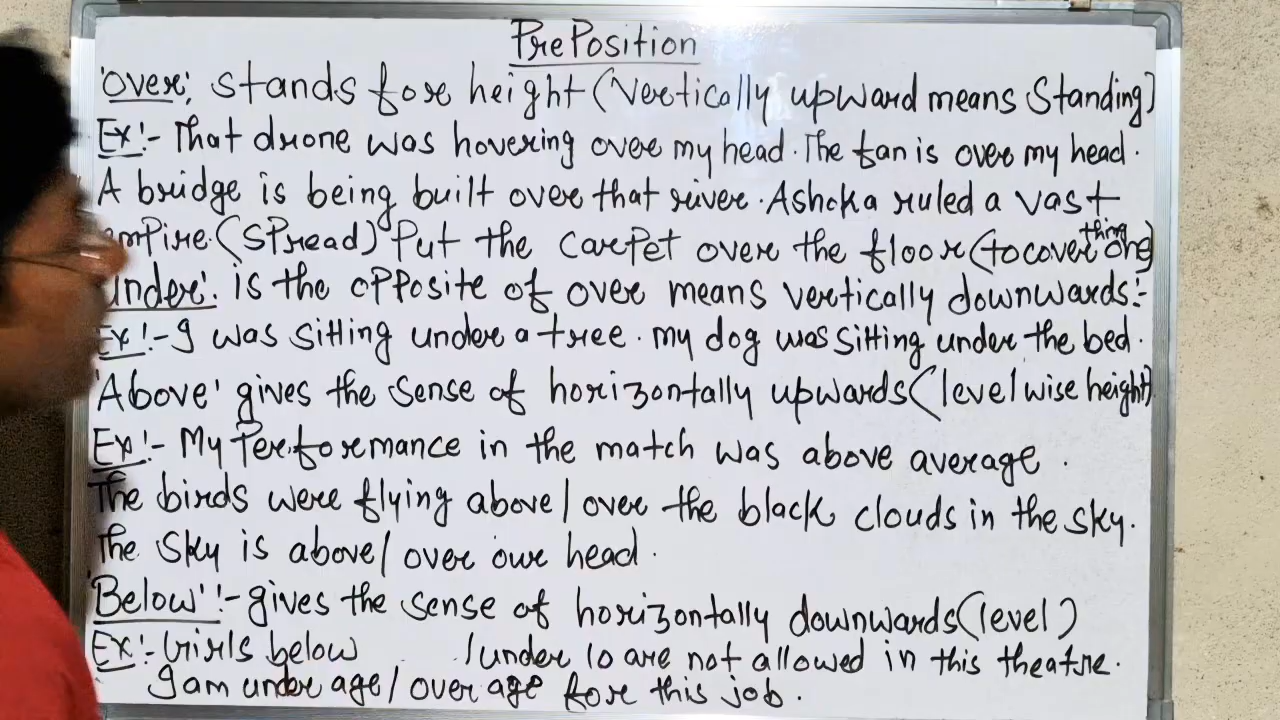 PrePosition
'over', stands for height (Vertically upward means Standing)
Ex:- That drone was hovering over my head. The fan is over my head.
A bridge is being built over that river. Ashoka ruled a vast
empire. (Spread) Put the carpet over the floor (to cover one thing)
under: is the opposite of over means vertically downwards:-
Ex:- I was sitting under a tree. my dog was sitting under the bed.
'Above' gives the sense of horizontally upwards (level wise height)
Ex:- My Performance in the match was above average.
The birds were flying above/over the black clouds in the sky.
The sky is above/over our head.
'Below':- gives the sense of horizontally downwards (level)
Ex:- Girls below /under 10 are not allowed in this theatre.
I am under age/over age for this job.